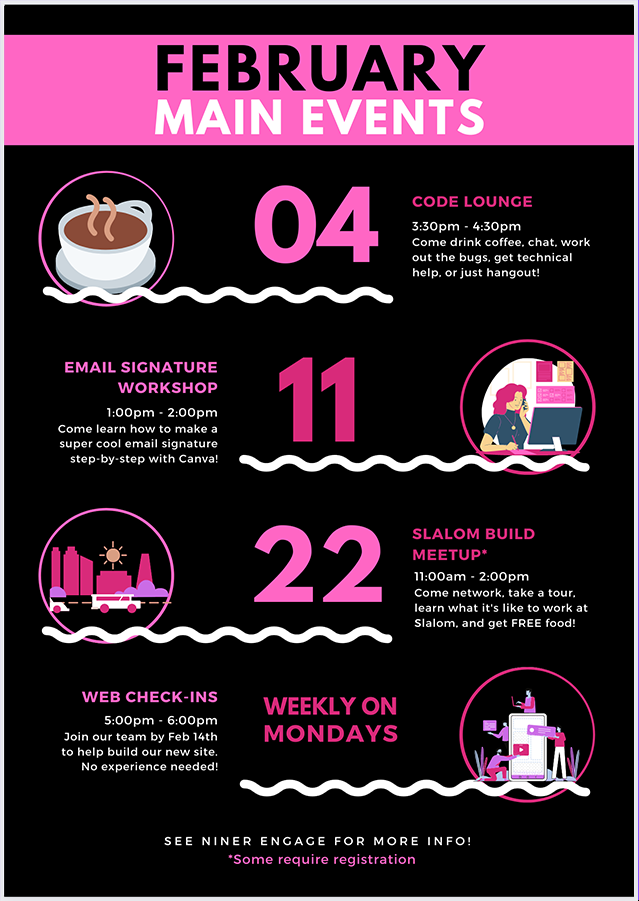 FEBRUARY
MAIN EVENTS
04
CODE LOUNGE
3:30pm - 4:30pm
Come drink coffee, chat, work
out the bugs, get technical
help, or just hangout!
EMAIL SIGNATURE
WORKSHOP
1:00pm - 2:00pm
Come learn how to make a
super cool email signature
step-by-step with Canva!
11
22
SLALOM BUILD
MEETUP*
11:00am - 2:00pm
Come network, take a tour,
learn what it's like to work at
Slalom, and get FREE food!
WEB CHECK-INS
5:00pm - 6:00pm
Join our team by Feb 14th
to help build our new site.
No experience needed!
WEEKLY ON
MONDAYS
SEE NINER ENGAGE FOR MORE INFO!
*Some require registration